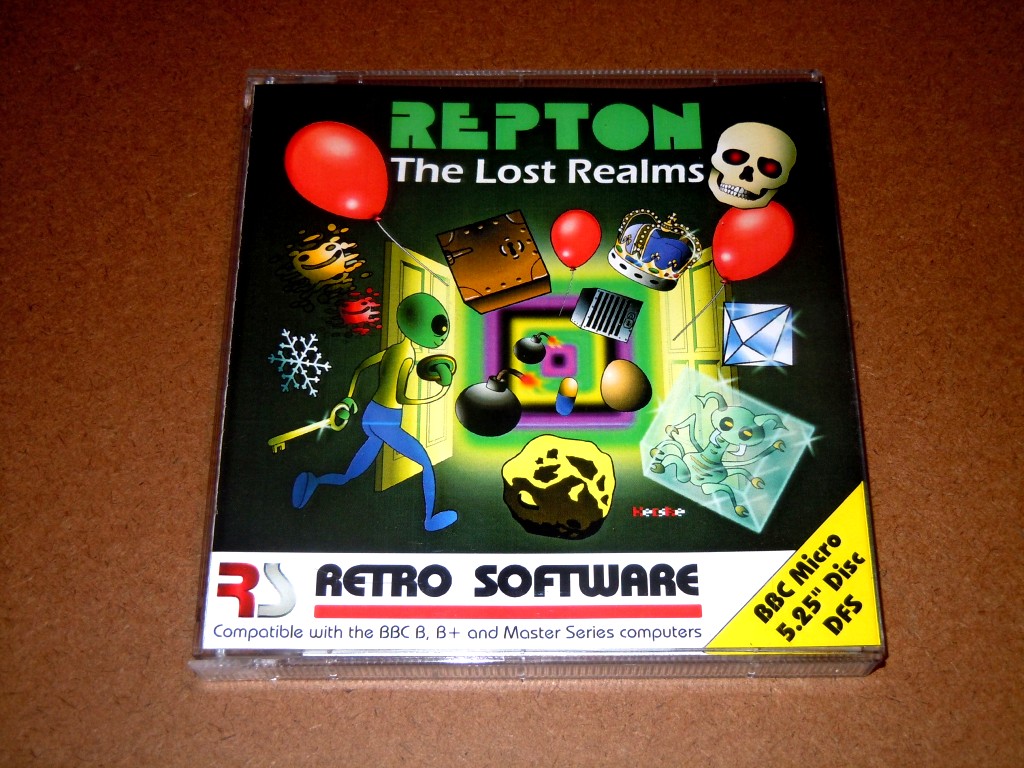 REPTON
The Lost Realms
RS
RETRO SOFTWARE
Compatible with the BBC B, B+ and Master Series computers
BBC Micro
5.25" Disc
DFS